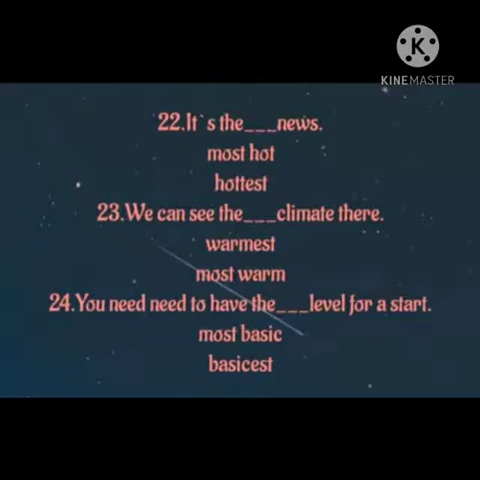 KINEMASTER
22.It`s the___news.
most hot
hottest
23.We can see the___climate there.
warmest
most warm
24.You need need to have the___level for a start.
most basic
basicest